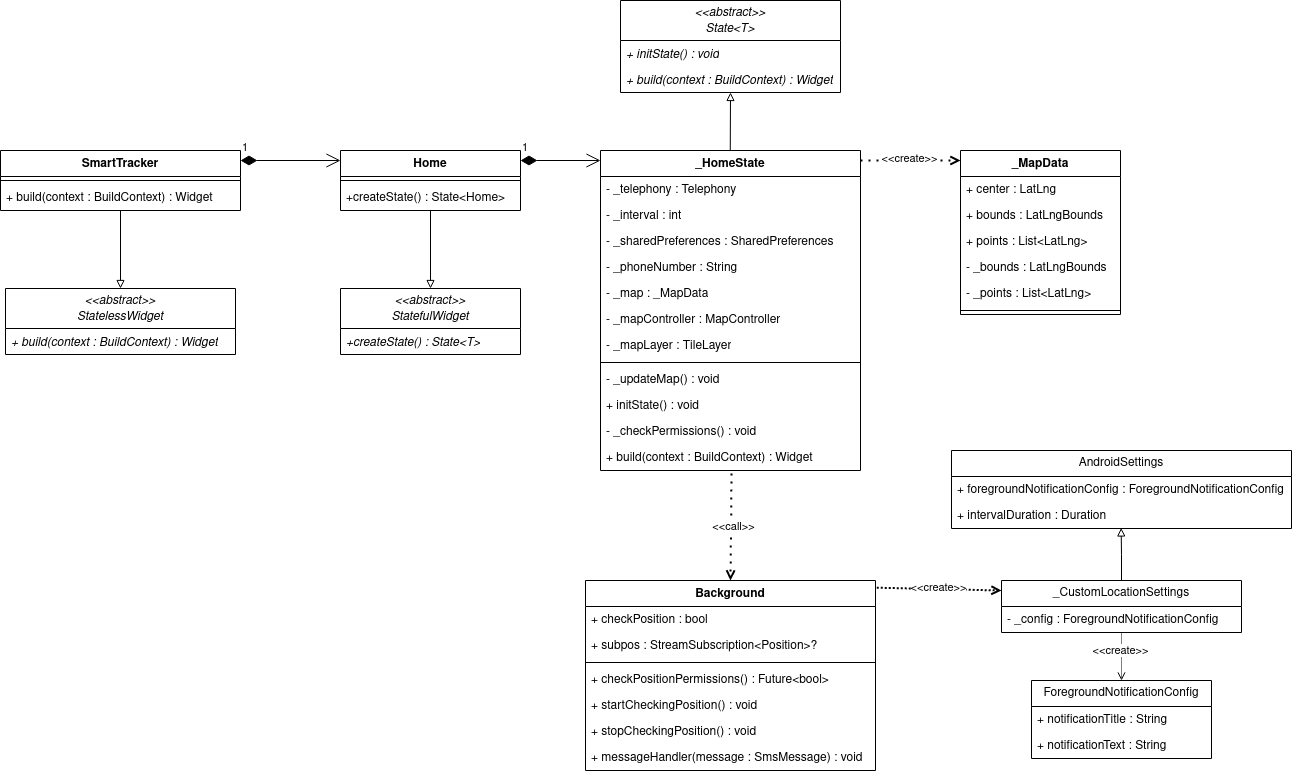 <<abstract>>
State<T>
+ initState() : void
+ build(context : BuildContext) : Widget
SmartTracker
+ build(context : BuildContext) : Widget
1
<<abstract>>
StatelessWidget
+ build(context : BuildContext) : Widget
Home
+createState() : State<Home>
1
<<abstract>>
StatefulWidget
+createState() : State<T>
_HomeState
- _telephony : Telephony
- _interval : int
- _sharedPreferences : SharedPreferences
- _phoneNumber : String
- _map : _MapData
- _mapController : MapController
- _mapLayer : TileLayer
- _updateMap() : void
+ initState() : void
- _checkPermissions() : void
+ build(context : BuildContext) : Widget
<<create>>
_MapData
+ center : LatLng
+ bounds : LatLngBounds
+ points : List<LatLng>
- _bounds : LatLngBounds
- _points : List<LatLng>
<<call>>
Background
+ checkPosition : bool
+ subpos : StreamSubscription<Position>?
+ checkPositionPermissions() : Future<bool>
+ startCheckingPosition() : void
+ stopCheckingPosition() : void
+ messageHandler(message : SmsMessage) : void
<<create>>
AndroidSettings
+ foregroundNotificationConfig : ForegroundNotificationConfig
+ intervalDuration : Duration
_CustomLocationSettings
- _config : ForegroundNotificationConfig
<<create>>
ForegroundNotificationConfig
+ notificationTitle : String
+ notificationText : String